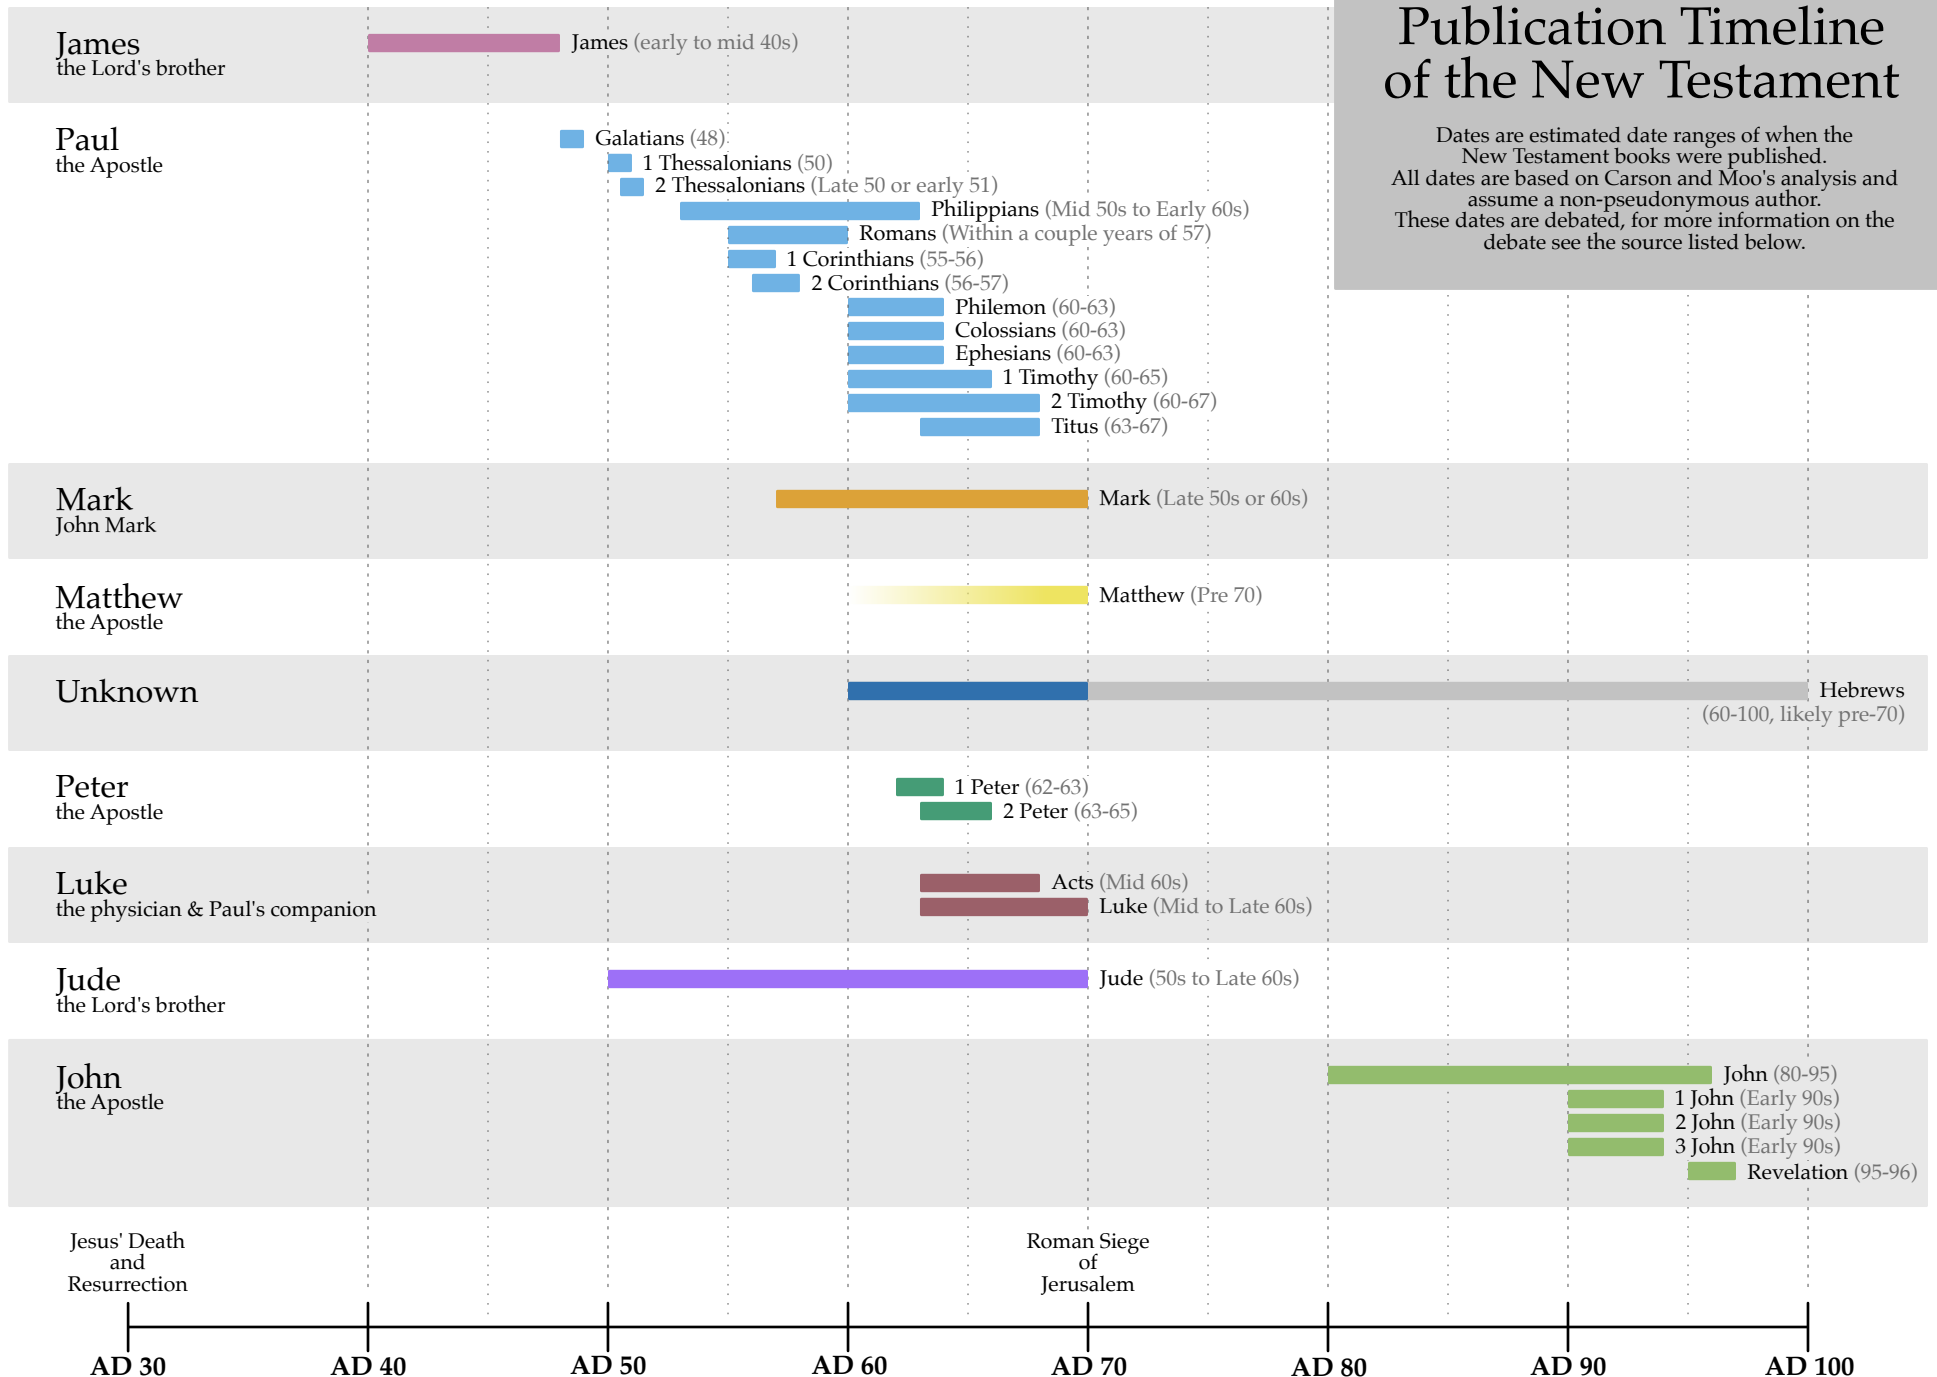 Publication Timeline
of the New Testament
Dates are estimated date ranges of when the
New Testament books were published.
All dates are based on Carson and Moo's analysis and
assume a non-pseudonymous author.
These dates are debated, for more information on the
debate see the source listed below.
James
the Lord's brother
James (early to mid 40s)
Paul
the Apostle
Galatians (48)
1 Thessalonians (50)
2 Thessalonians (Late 50 or early 51)
Philippians (Mid 50s to Early 60s)
Romans (Within a couple years of 57)
1 Corinthians (55-56)
2 Corinthians (56-57)
Philemon (60-63)
Colossians (60-63)
Ephesians (60-63)
1 Timothy (60-65)
2 Timothy (60-67)
Titus (63-67)
Mark
John Mark
Mark (Late 50s or 60s)
Matthew
the Apostle
Matthew (Pre 70)
Unknown
Hebrews
(60-100, likely pre-70)
Peter
the Apostle
1 Peter (62-63)
2 Peter (63-65)
Luke
the physician & Paul's companion
Acts (Mid 60s)
Luke (Mid to Late 60s)
Jude
the Lord's brother
Jude (50s to Late 60s)
John
the Apostle
John (80-95)
1 John (Early 90s)
2 John (Early 90s)
3 John (Early 90s)
Revelation (95-96)
Jesus' Death
and
Resurrection
Roman Siege
of
Jerusalem
AD 30
AD 40
AD 50
AD 60
AD 70
AD 80
AD 90
AD 100